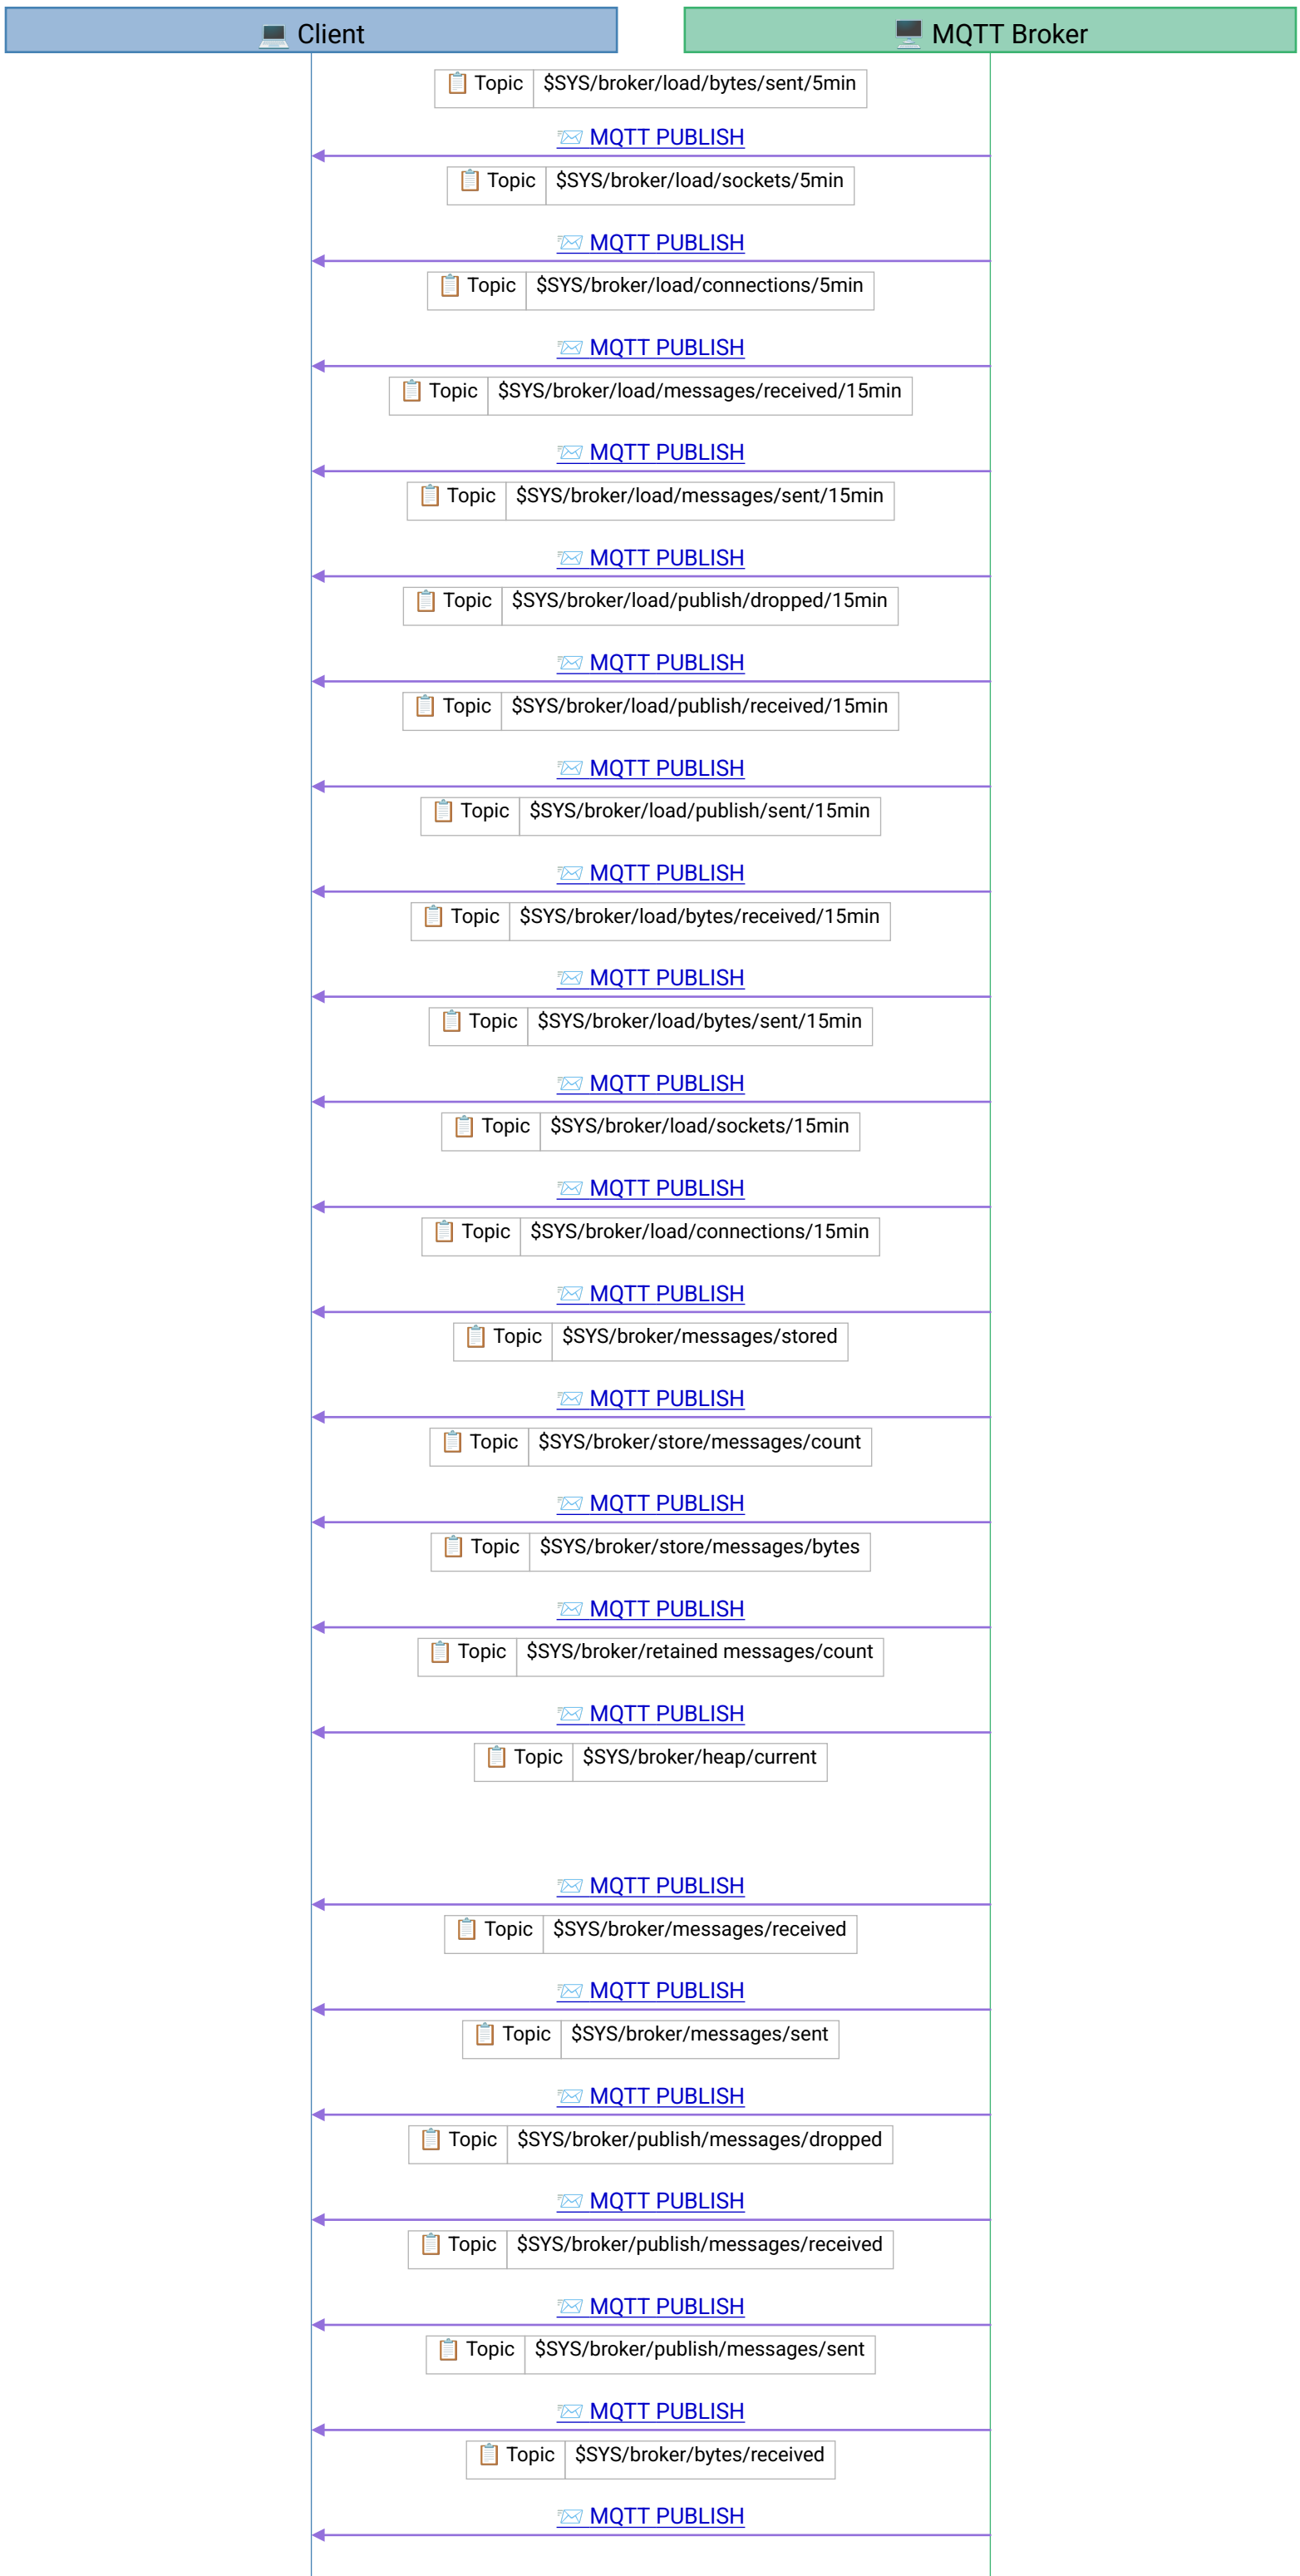 💻 Client
🖥️ MQTT Broker
📋 Topic $SYS/broker/load/bytes/sent/5min
📨 MQTT PUBLISH
📋 Topic $SYS/broker/load/sockets/5min
📨 MQTT PUBLISH
📋 Topic $SYS/broker/load/connections/5min
📨 MQTT PUBLISH
📋 Topic $SYS/broker/load/messages/received/15min
📨 MQTT PUBLISH
📋 Topic $SYS/broker/load/messages/sent/15min
📨 MQTT PUBLISH
📋 Topic $SYS/broker/load/publish/dropped/15min
📨 MQTT PUBLISH
📋 Topic $SYS/broker/load/publish/received/15min
📨 MQTT PUBLISH
📋 Topic $SYS/broker/load/publish/sent/15min
📨 MQTT PUBLISH
📋 Topic $SYS/broker/load/bytes/received/15min
📨 MQTT PUBLISH
📋 Topic $SYS/broker/load/bytes/sent/15min
📨 MQTT PUBLISH
📋 Topic $SYS/broker/load/sockets/15min
📨 MQTT PUBLISH
📋 Topic $SYS/broker/load/connections/15min
📨 MQTT PUBLISH
📋 Topic $SYS/broker/messages/stored
📨 MQTT PUBLISH
📋 Topic $SYS/broker/store/messages/count
📨 MQTT PUBLISH
📋 Topic $SYS/broker/store/messages/bytes
📨 MQTT PUBLISH
📋 Topic $SYS/broker/retained messages/count
📨 MQTT PUBLISH
📋 Topic $SYS/broker/heap/current
📨 MQTT PUBLISH
📋 Topic $SYS/broker/messages/received
📨 MQTT PUBLISH
📋 Topic $SYS/broker/messages/sent
📨 MQTT PUBLISH
📋 Topic $SYS/broker/publish/messages/dropped
📨 MQTT PUBLISH
📋 Topic $SYS/broker/publish/messages/received
📨 MQTT PUBLISH
📋 Topic $SYS/broker/publish/messages/sent
📨 MQTT PUBLISH
📋 Topic $SYS/broker/bytes/received
📨 MQTT PUBLISH